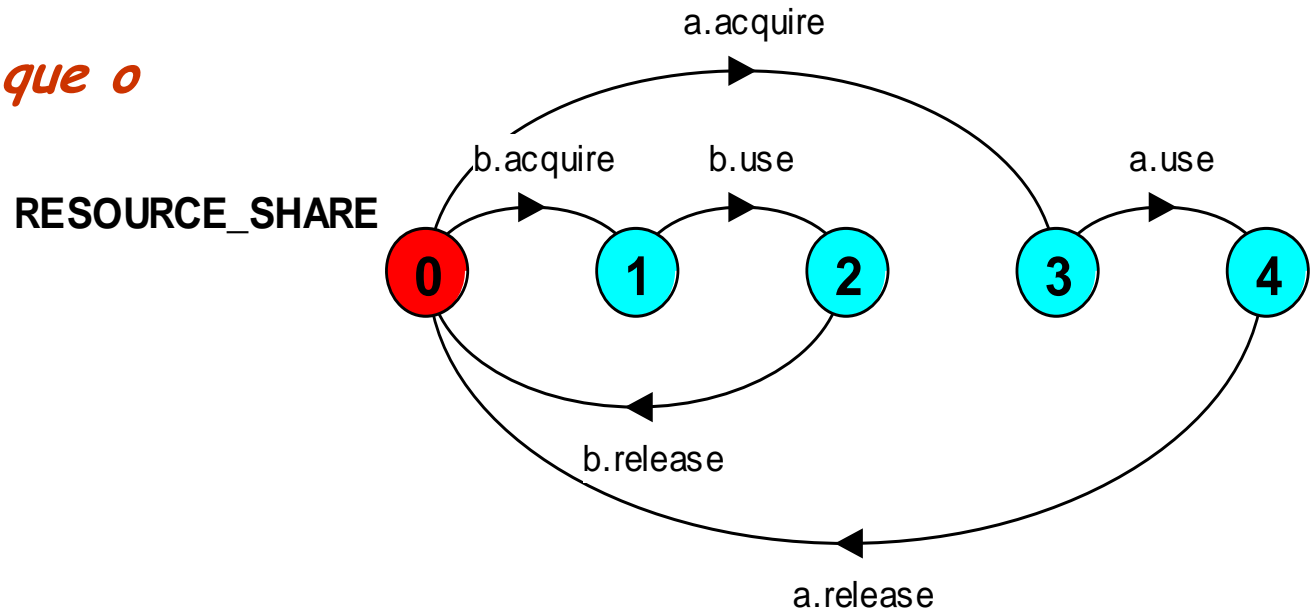 a.acquire
que o
b.acquire b.use a.use
RESOURCE_SHARE
0 1 2 3 4
b.release
a.release